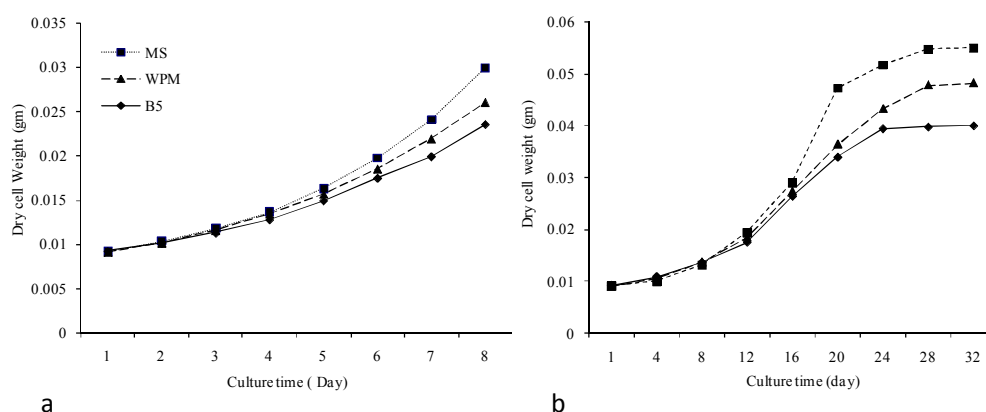 0.035
0.03
0.025
0.02
0.015
0.01
0.005
0
Dry cell Weight (gm)
MS
WPM
B5
1 2 3 4 5 6 7 8
Culture time ( Day)
a
0.06
0.05
0.04
0.03
0.02
0.01
0.00
Dry cell weight (gm)
1 4 8 12 16 20 24 28 32
Culture time (day)
b